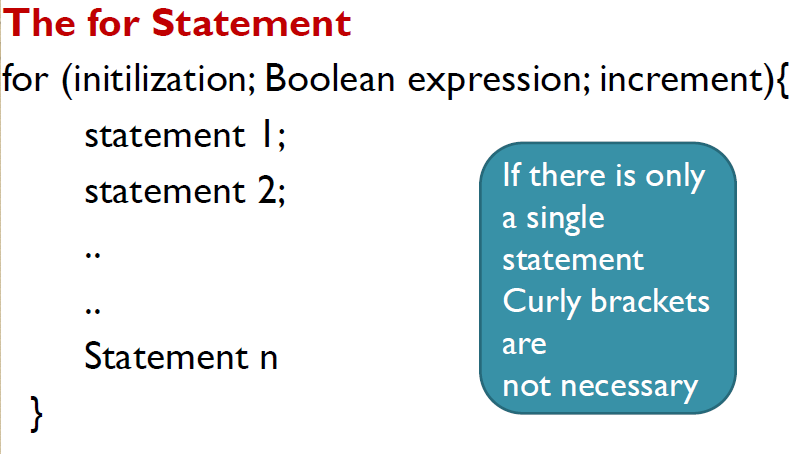 The for Statement
for (initilization; Boolean expression; increment){
statement 1;
statement 2;
..
..
Statement n
}
If there is only
a single
statement
Curly brackets
are
not necessary